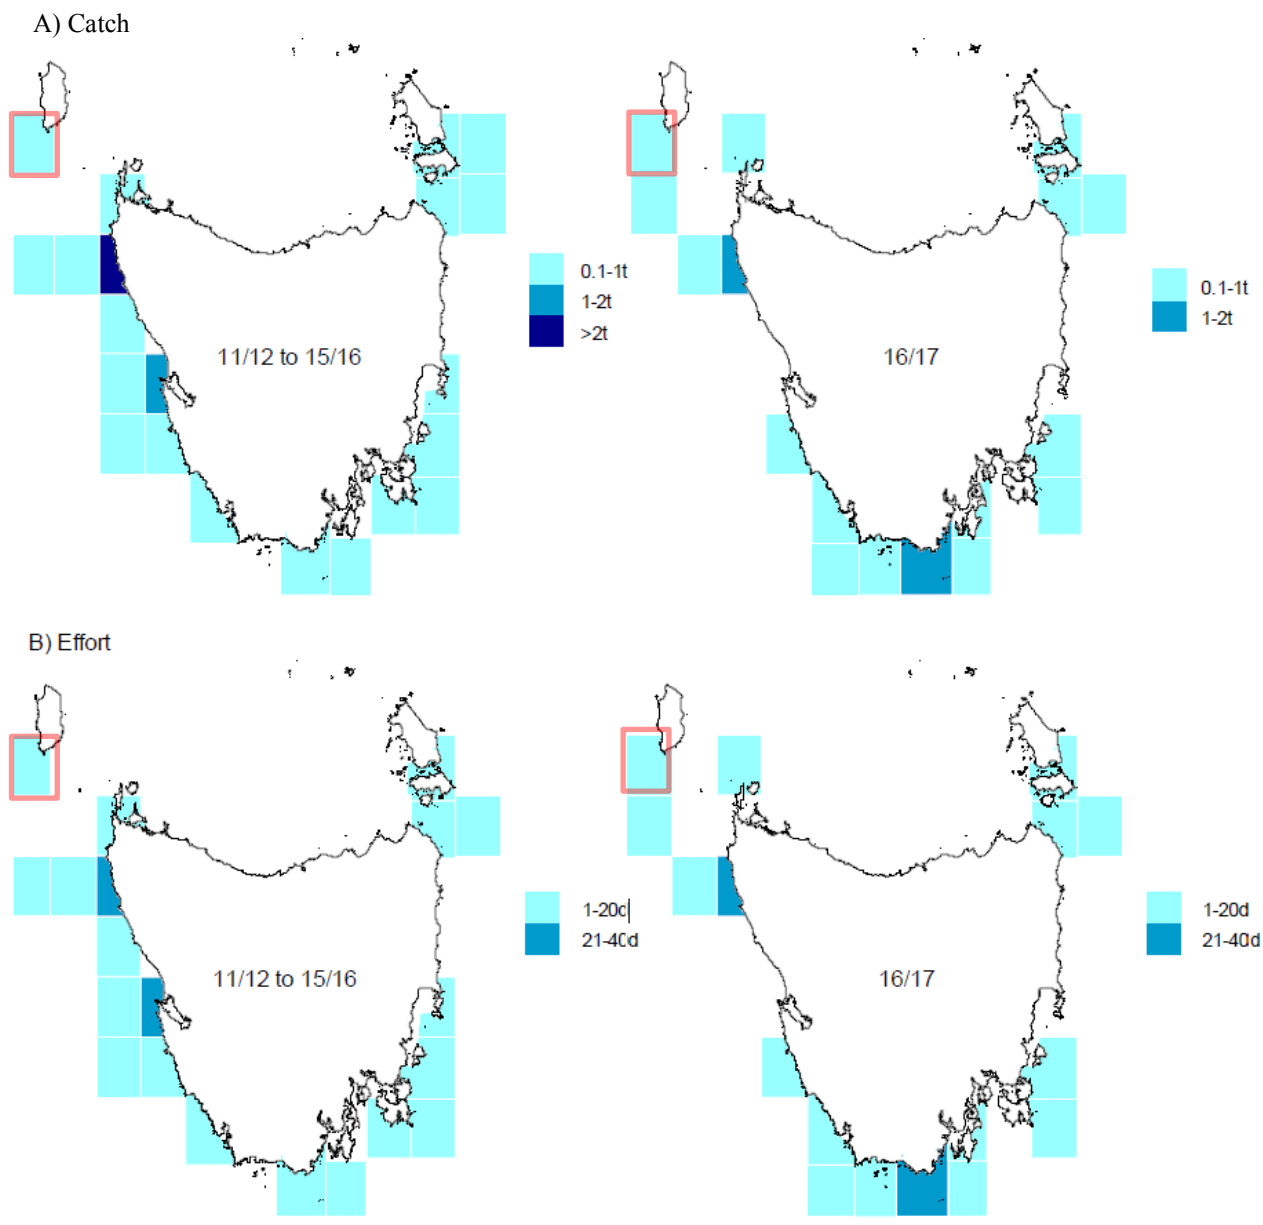 A) Catch
0.1-1t
1-2t
>2t
11/12 to 15/16
0.1-1t
1-2t
16/17
B) Effort
1-20d
21-40d
11/12 to 15/16
1-20d
21-40d
16/17